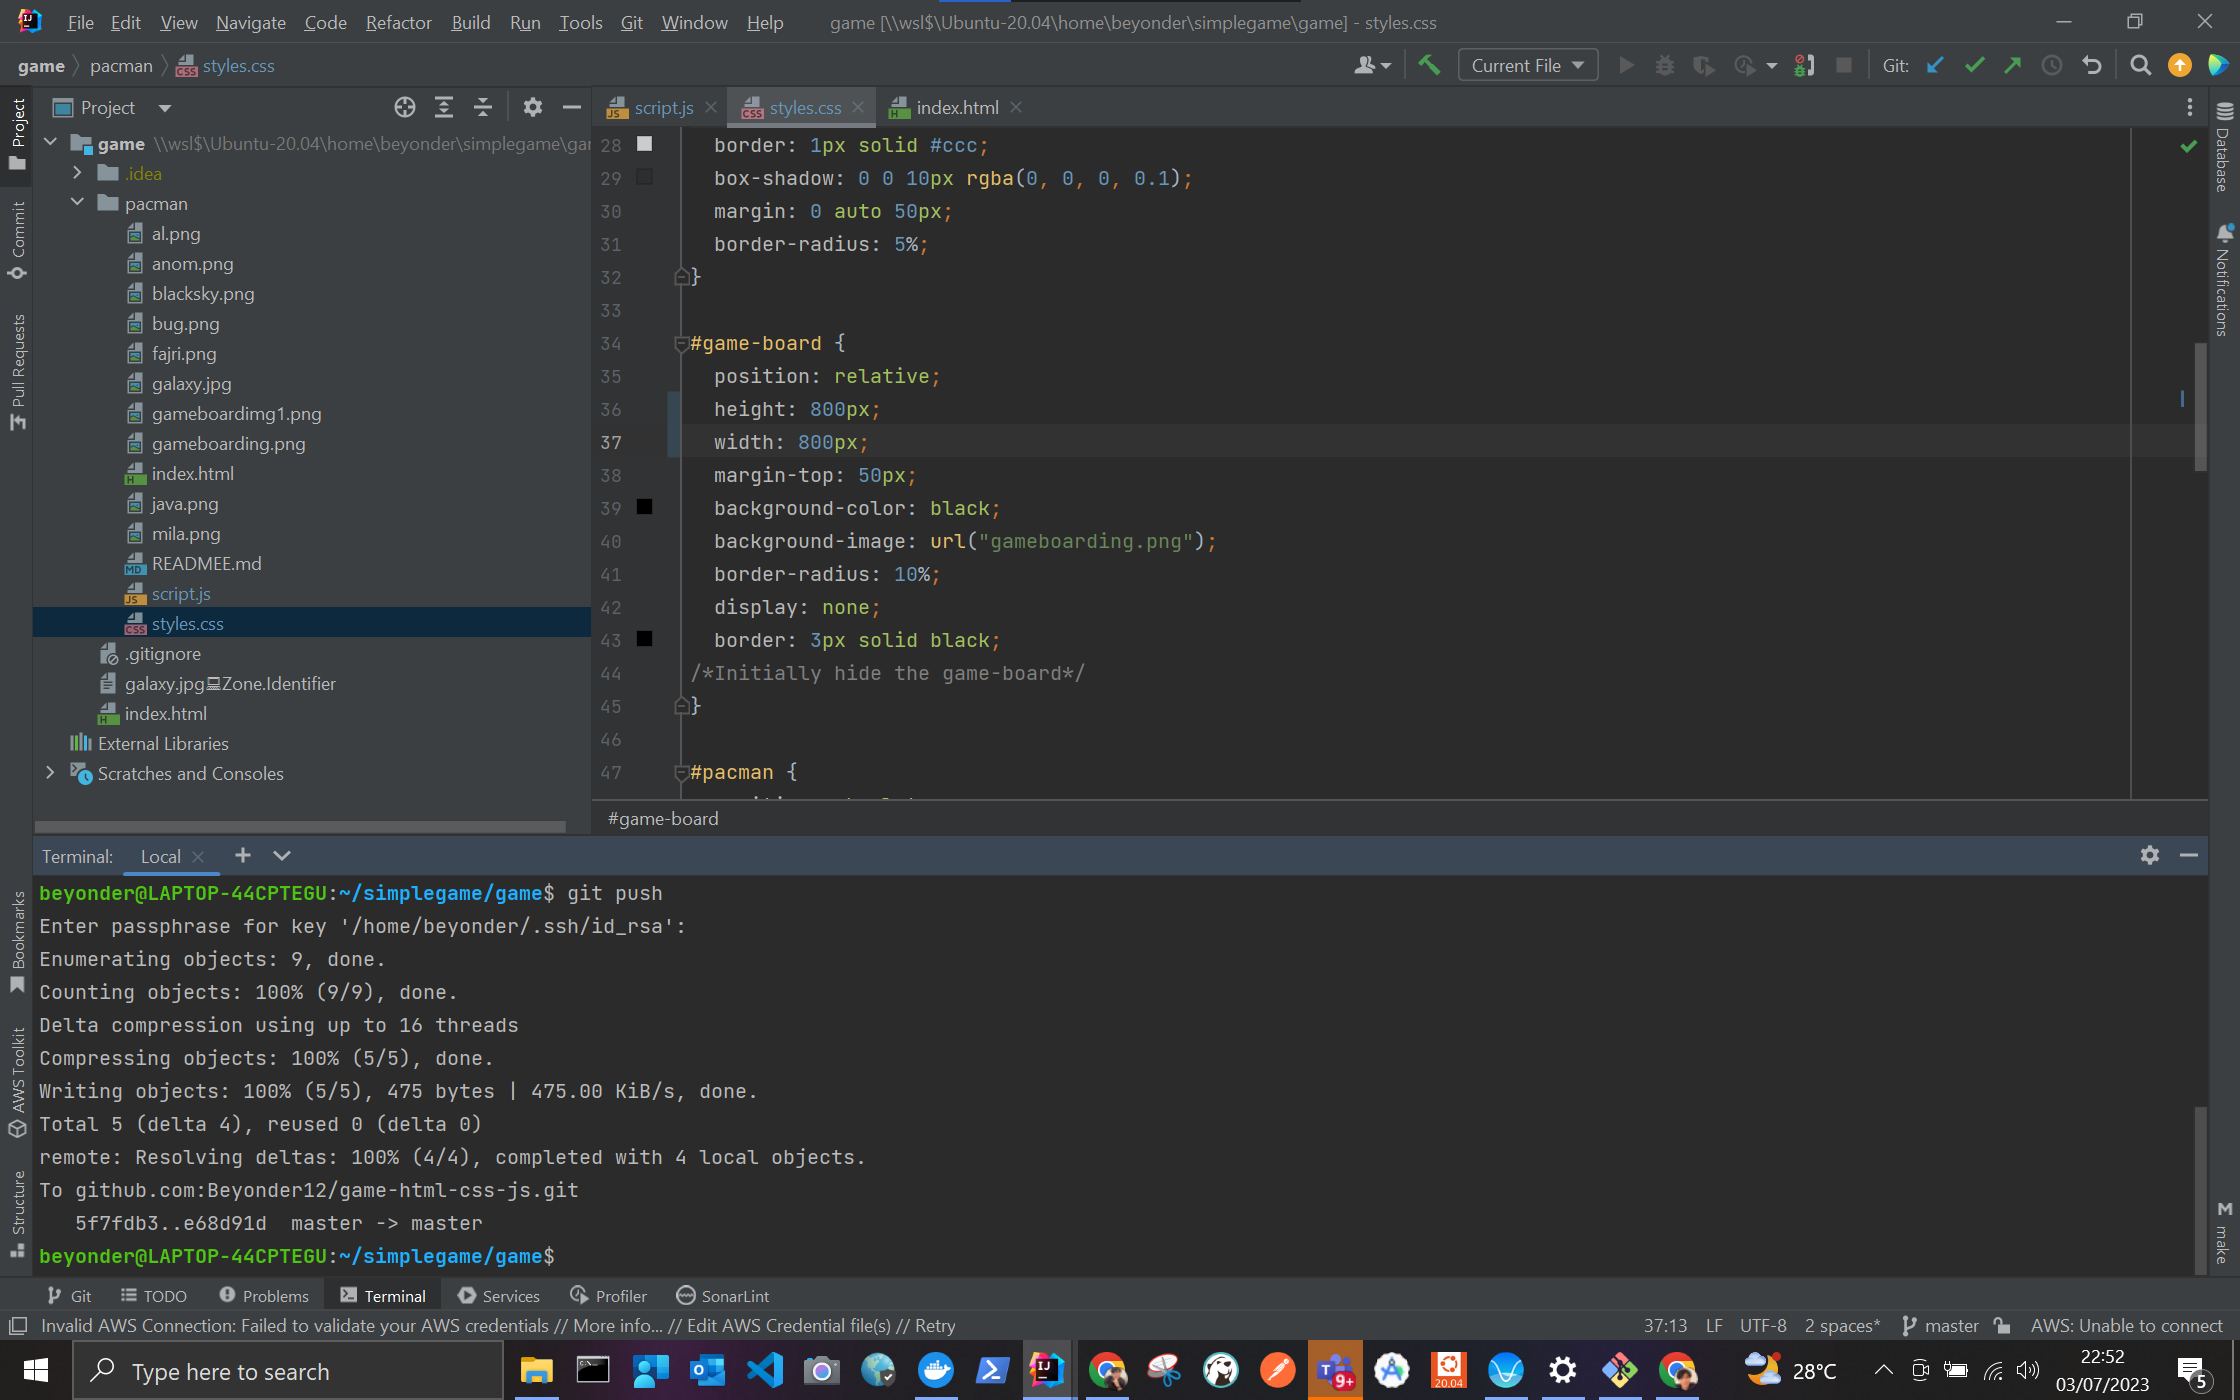 File Edit View Navigate Code Refactor Build Run Tools Git Window Help game [\\wsl$\Ubuntu-20.04\home\beyonder\simplegame\game] - styles.css
game pacman styles.css
Current File
Git:
Project
script.js
styles.css
index.html
game \\wsl$\Ubuntu-20.04\home\beyonder\simplegame\gam
.idea
pacman
al.png
anom.png
blacksky.png
bug.png
fajri.png
galaxy.jpg
gameboardimg1.png
gameboarding.png
index.html
java.png
mila.png
READMEE.md
script.js
styles.css
.gitignore
galaxy.jpg Zone.Identifier
index.html
External Libraries
Scratches and Consoles
28 border: 1px solid #ccc;
29 box-shadow: 0 0 10px rgba(0, 0, 0, 0.1);
30 margin: 0 auto 50px;
31 border-radius: 5%;
32 }
33
34 #game-board {
35 position: relative;
36 height: 800px;
37 width: 800px;
38 margin-top: 50px;
39 background-color: black;
40 background-image: url("gameboarding.png");
41 border-radius: 10%;
42 display: none;
43 border: 3px solid black;
44 /*Initially hide the game-board*/
45 }
46
47 #pacman {
#game-board
Project
Commit
Pull Requests
Bookmarks
AWS Toolkit
Structure
Database
Notifications
make
Terminal: Local
beyonder@LAPTOP-44CPTEGU:~/simplegame/game$ git push
Enter passphrase for key '/home/beyonder/.ssh/id_rsa':
Enumerating objects: 9, done.
Counting objects: 100% (9/9), done.
Delta compression using up to 16 threads
Compressing objects: 100% (5/5), done.
Writing objects: 100% (5/5), 475 bytes | 475.00 KiB/s, done.
Total 5 (delta 4), reused 0 (delta 0)
remote: Resolving deltas: 100% (4/4), completed with 4 local objects.
To github.com:Beyonder12/game-html-css-js.git
5f7fdb3..e68d91d master -> master
beyonder@LAPTOP-44CPTEGU:~/simplegame/game$
Git TODO Problems Terminal Services Profiler SonarLint
Invalid AWS Connection: Failed to validate your AWS credentials // More info... // Edit AWS Credential file(s) // Retry
37:13 LF UTF-8 2 spaces* master AWS: Unable to connect
Type here to search
9+
20.04
28°C
22:52
03/07/2023
5